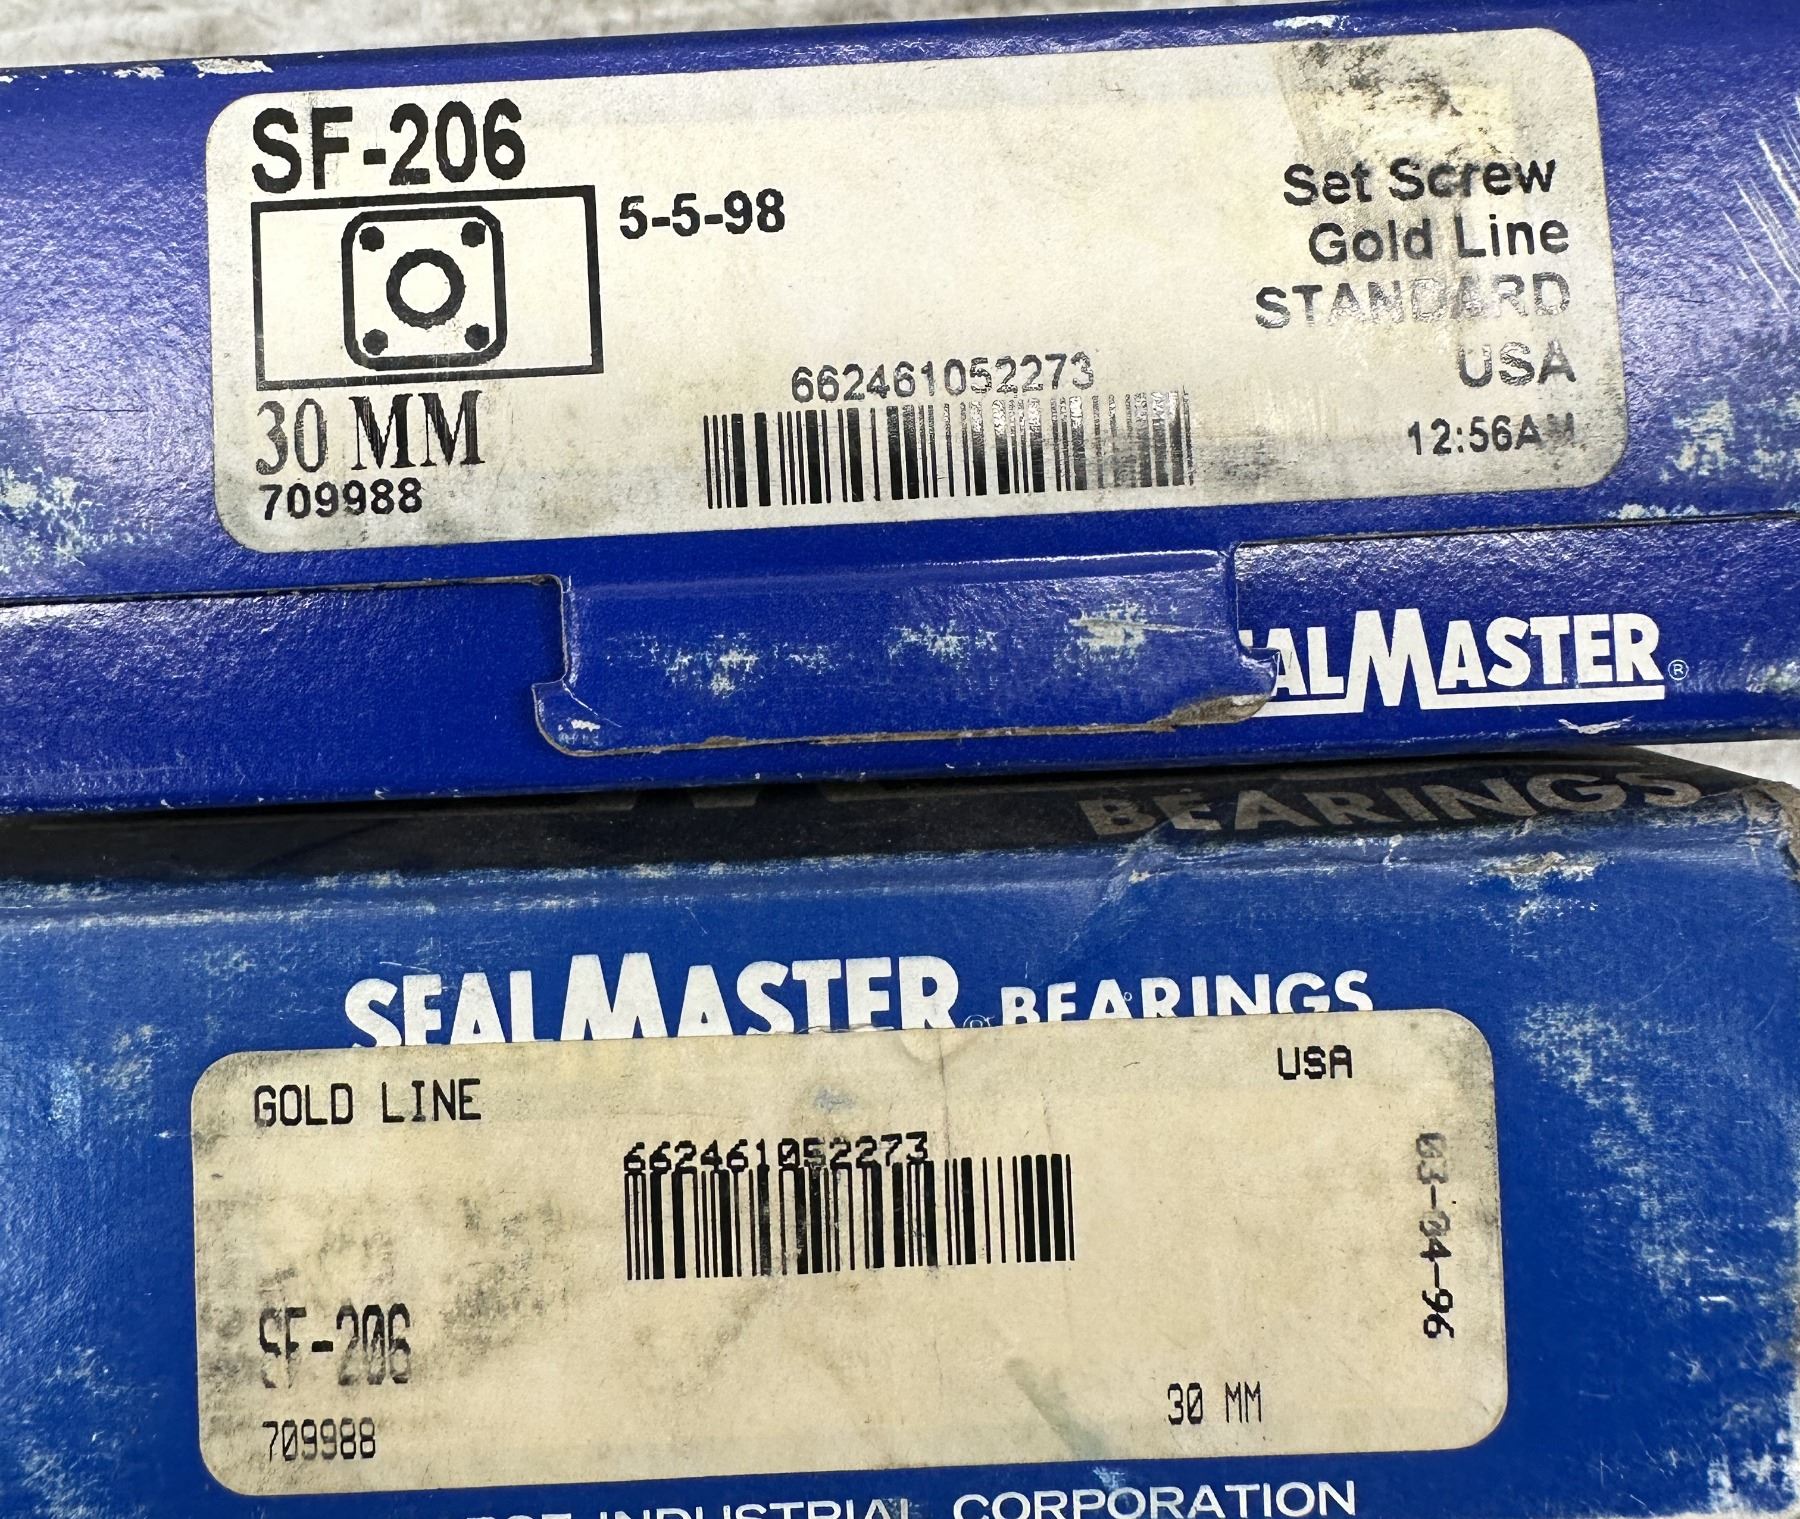 SF-206
5-5-98
Set Screw
Gold Line
STANDARD
USA
662461052273
12:56AM
30 MM
709988
ALMASTER®
BEARINGS
SEALMASTER® BEARINGS
GOLD LINE
USA
662461052273
03-04-96
SF-206
30 MM
709988
INDUSTRIAL CORPORATION